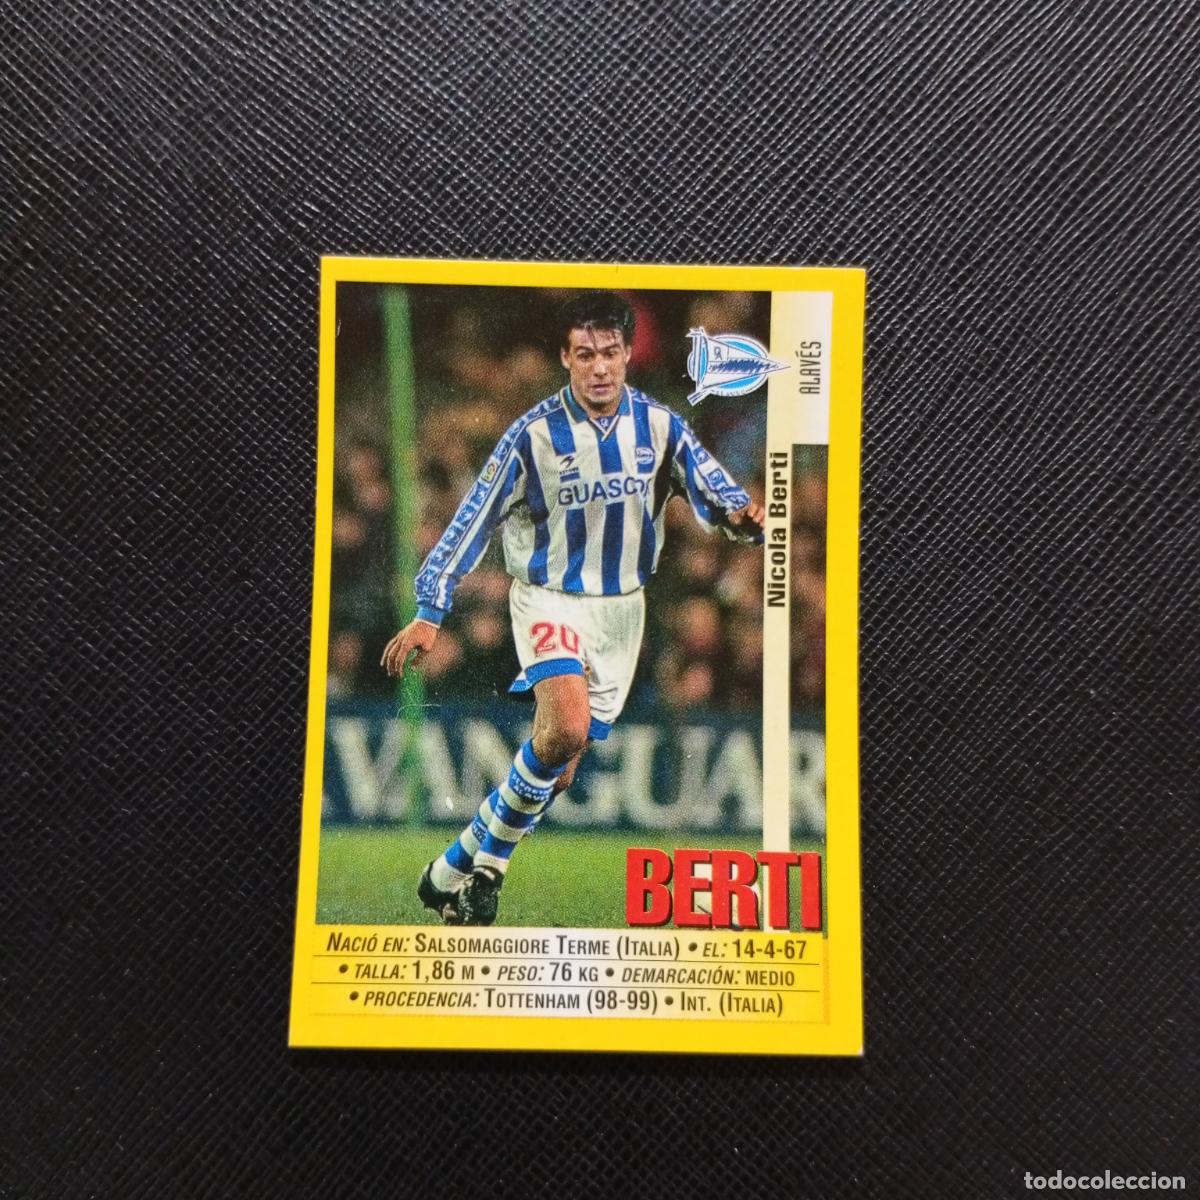 ALAVÉS
Nicola Berti
GUASCO
20
VANGUAR
BERTI
NACIÓ EN: SALSOMAGGIORE TERME (ITALIA) • EL: 14-4-67
• TALLA: 1,86 M • PESO: 76 KG • DEMARCACIÓN: MEDIO
• PROCEDENCIA: TOTTENHAM (98-99) • INT. (ITALIA)
todocoleccion